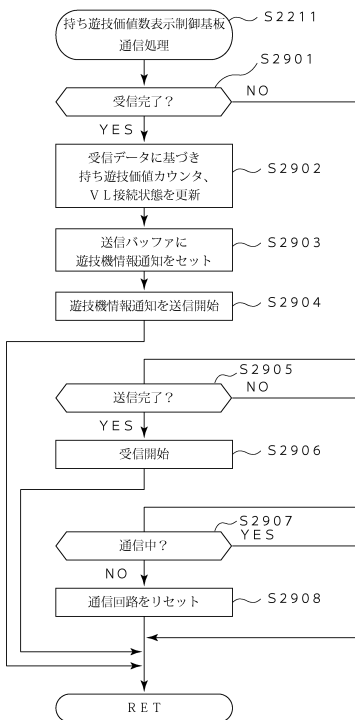 持ち遊技価値数表示制御基板
通信処理
S2211
S2901
受信完了?
NO
YES
受信データに基づき
持ち遊技価値カウンタ、
VL接続状態を更新
S2902
送信バッファに
遊技機情報通知をセット
S2903
遊技機情報通知を送信開始
S2904
S2905
送信完了?
NO
YES
受信開始
S2906
S2907
通信中?
YES
NO
通信回路をリセット
S2908
RET